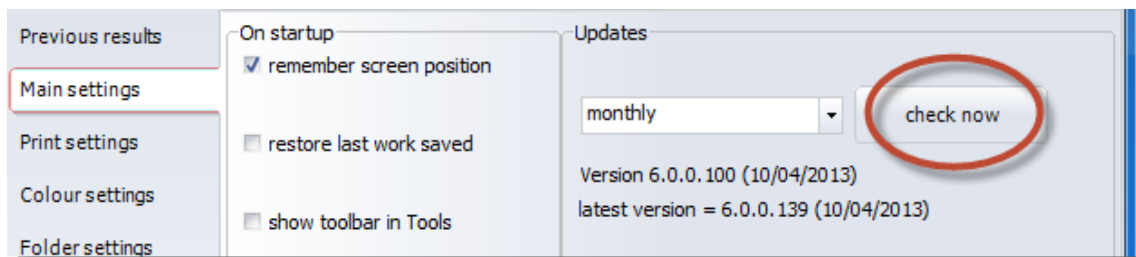 Previous results
Main settings
Print settings
Colour settings
Folder settings
On startup
remember screen position
restore last work saved
show toolbar in Tools
Updates
monthly
check now
Version 6.0.0.100 (10/04/2013)
latest version = 6.0.0.139 (10/04/2013)